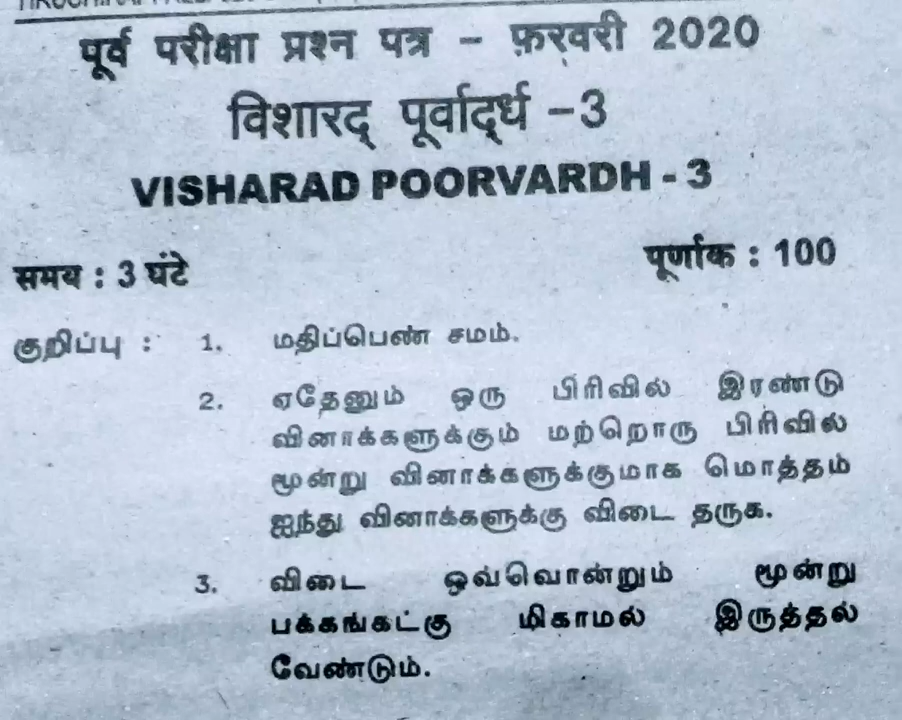 पूर्व परीक्षा प्रश्न पत्र - फ़रवरी 2020
विशारद् पूर्वाद्र्ध -3
VISHARAD POORVARDH - 3
समय : 3 घंटे
पूर्णाक : 100
குறிப்பு : 1. மதிப்பெண் சமம்.
2. ஏதேனும் ஒரு பிரிவில் இரண்டு
வினாக்களுக்கும் மற்றொரு பிரிவில்
மூன்று வினாக்களுக்குமாக மொத்தம்
ஐந்து வினாக்களுக்கு விடை தருக.
3. விடை ஒவ்வொன்றும் மூன்று
பக்கங்கட்கு மிகாமல் இருத்தல்
வேண்டும்.